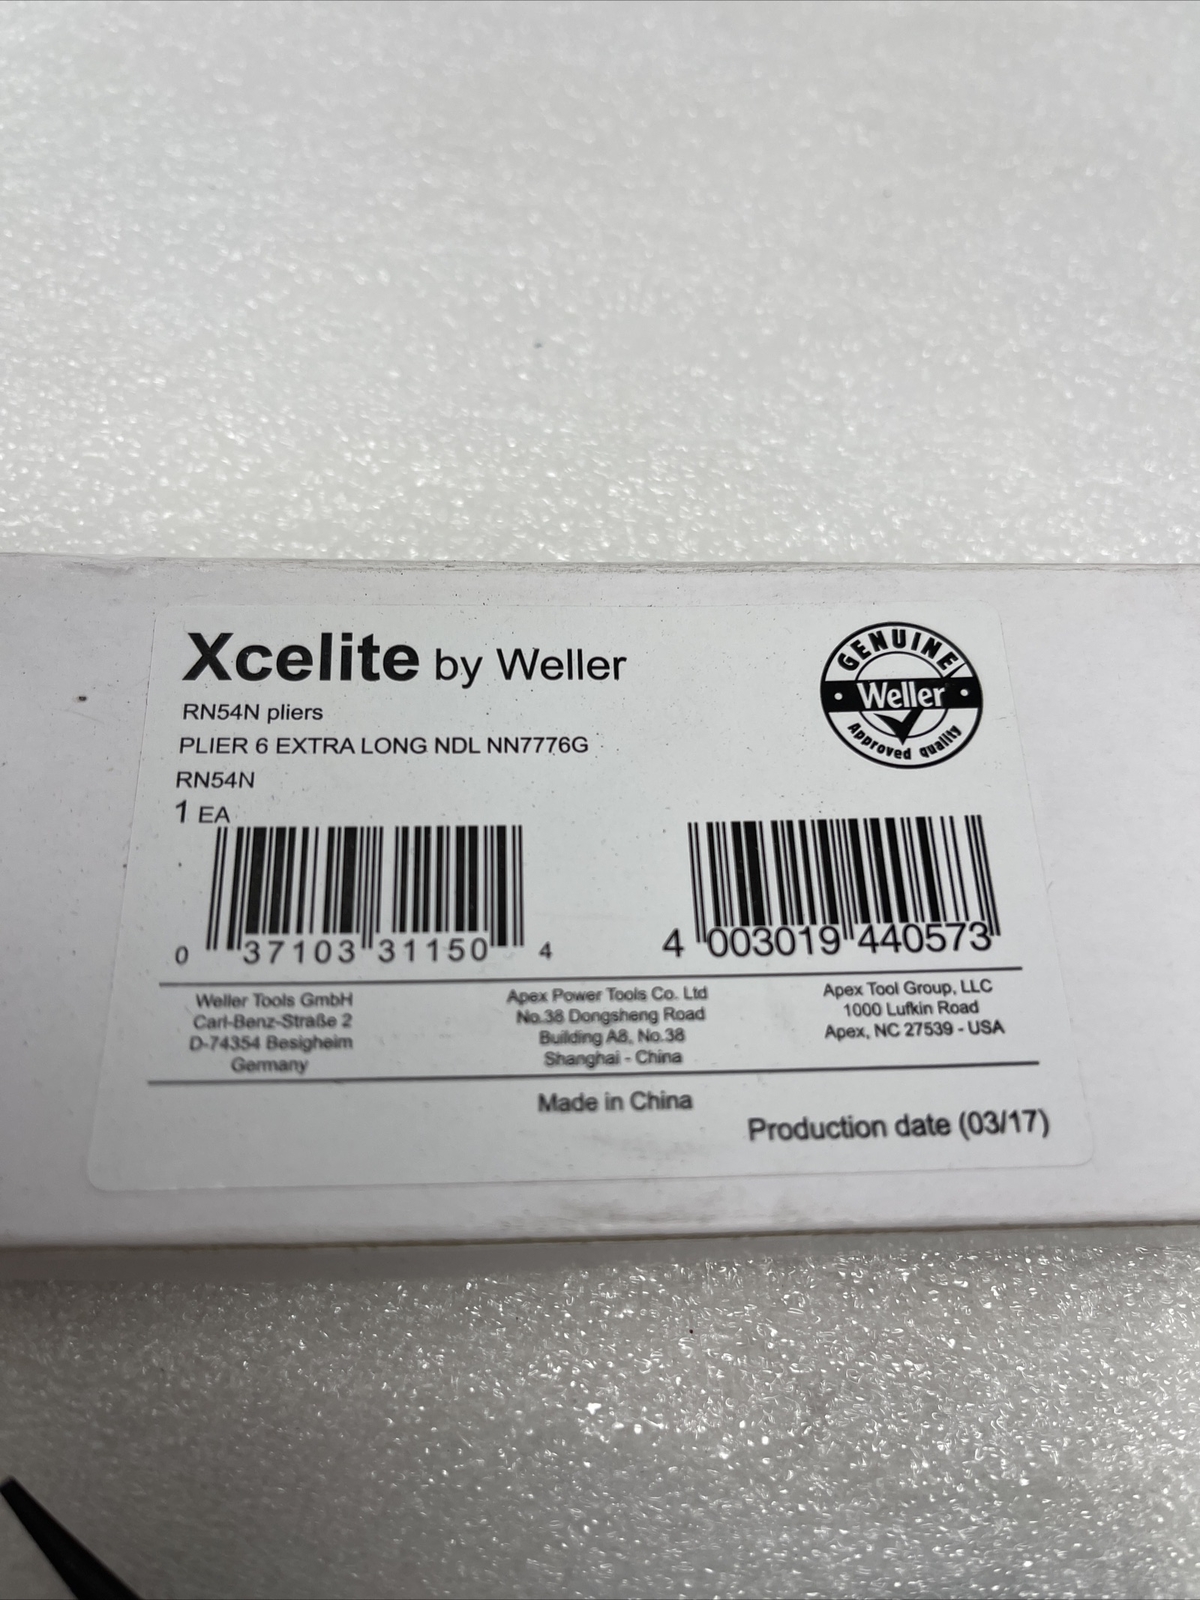 Xcelite by Weller
RN54N pliers
PLIER 6 EXTRA LONG NDL NN7776G
RN54N
1 EA
GENUINE
Weller
Approved quality
0 37103 31150 4
4 003019 440573
Weller Tools GmbH
Carl-Benz-Straße 2
D-74354 Besigheim
Germany
Apex Power Tools Co. Ltd
No.38 Dongsheng Road
Building A8, No.38
Shanghai - China
Apex Tool Group, LLC
1000 Lufkin Road
Apex, NC 27539 - USA
Made in China
Production date (03/17)